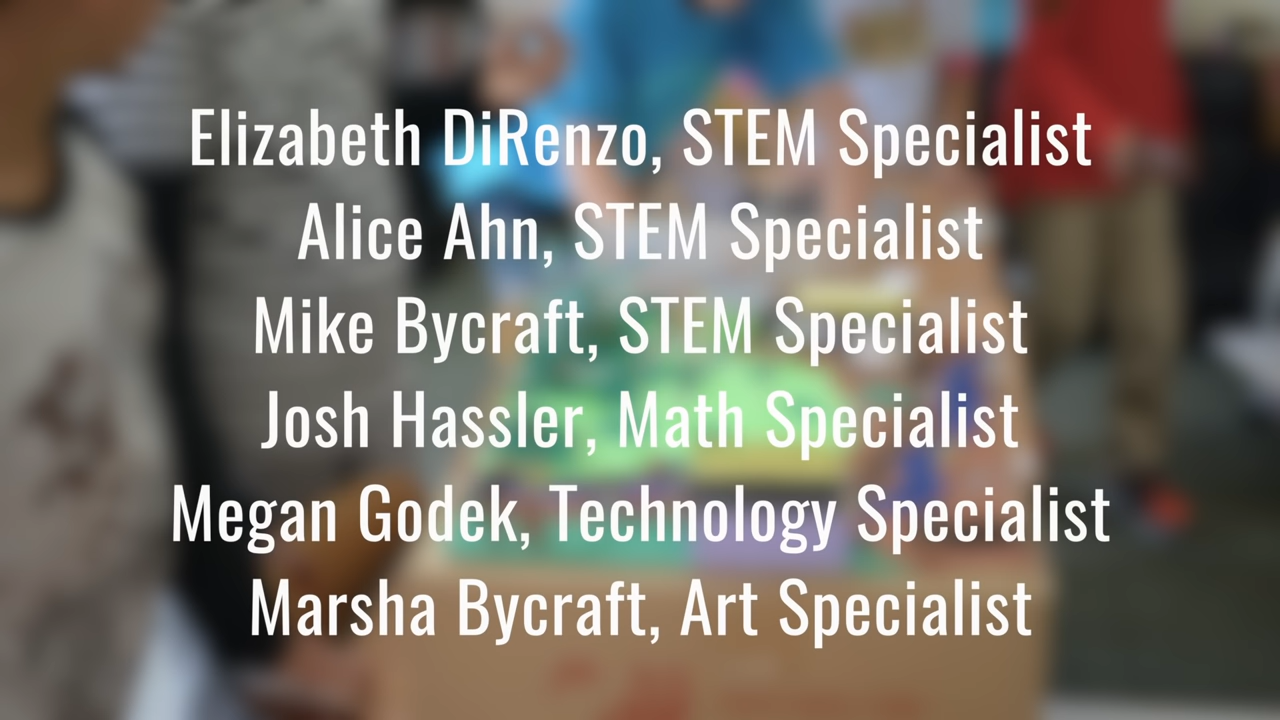 Elizabeth DiRenzo, STEM Specialist
Alice Ahn, STEM Specialist
Mike Bycraft, STEM Specialist
Josh Hassler, Math Specialist
Megan Godek, Technology Specialist
Marsha Bycraft, Art Specialist